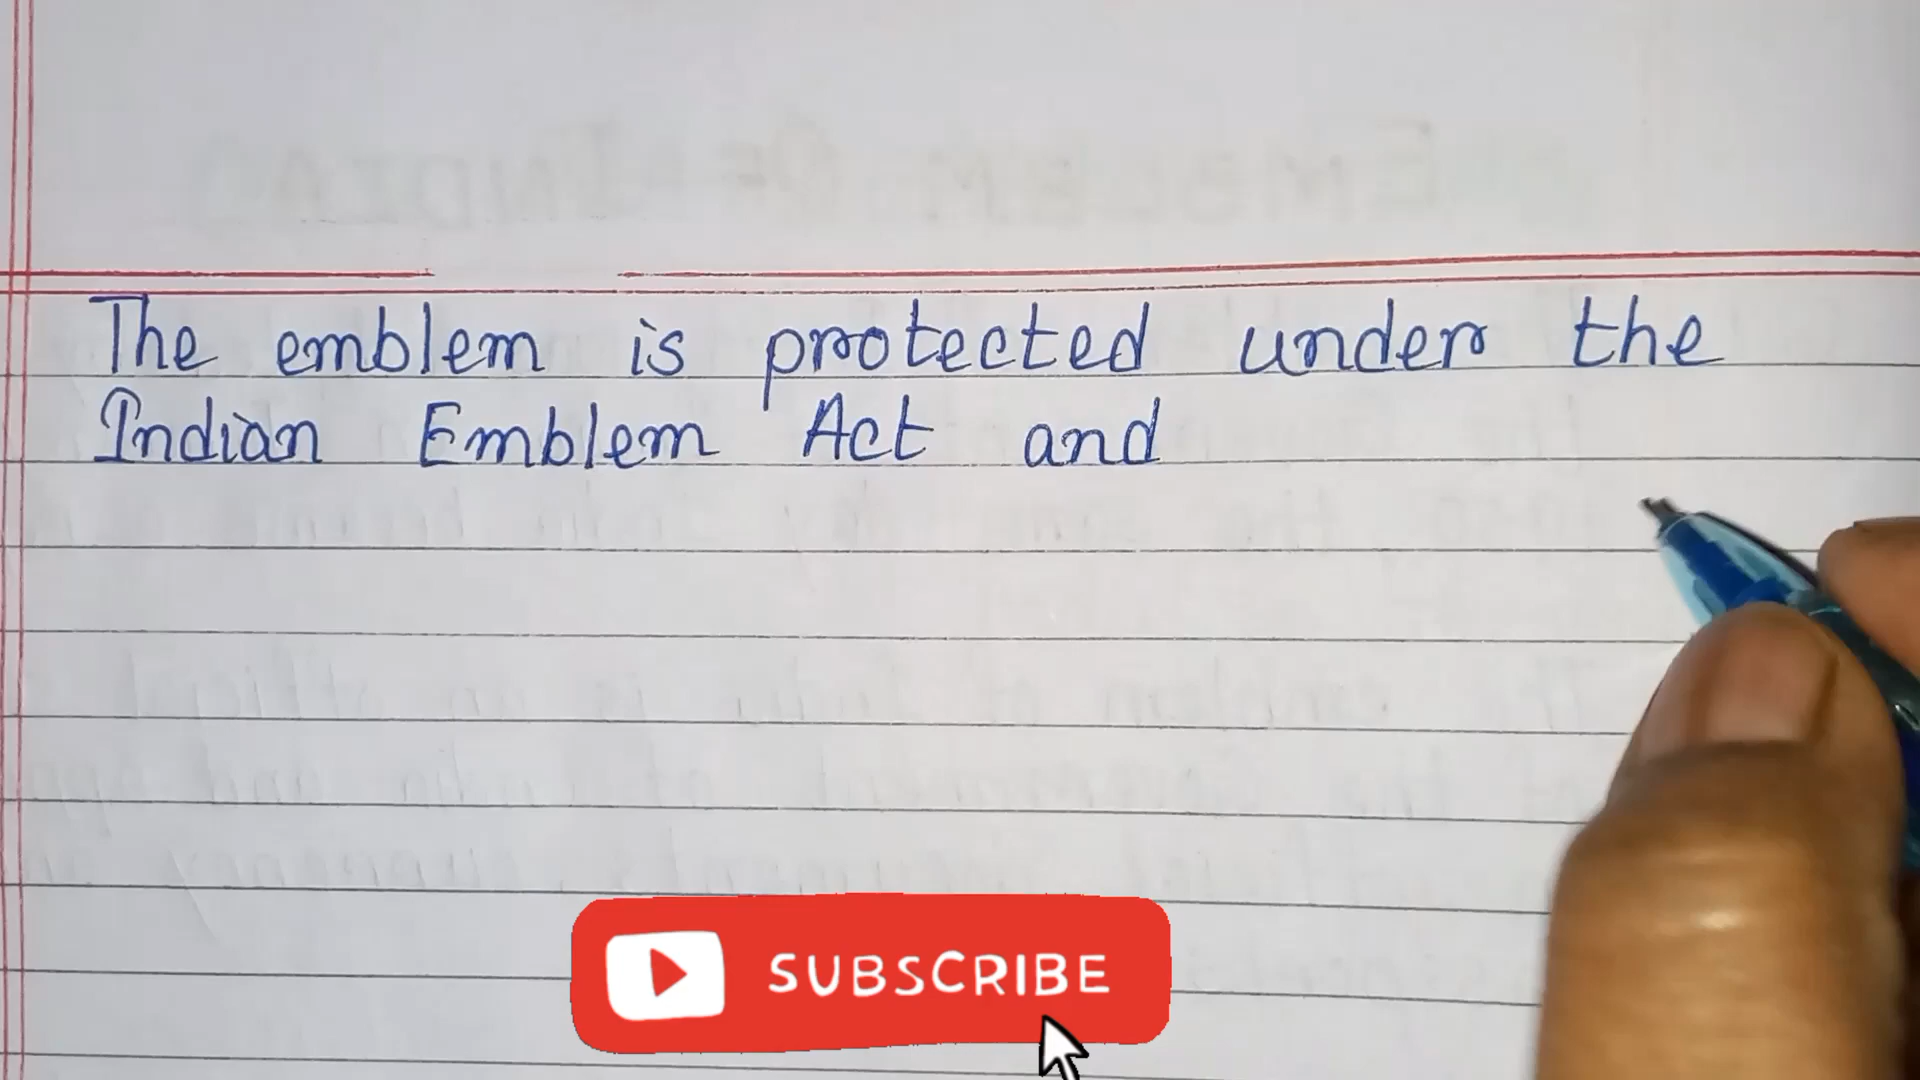 The emblem is protected under the
Indian Emblem Act and
SUBSCRIBE